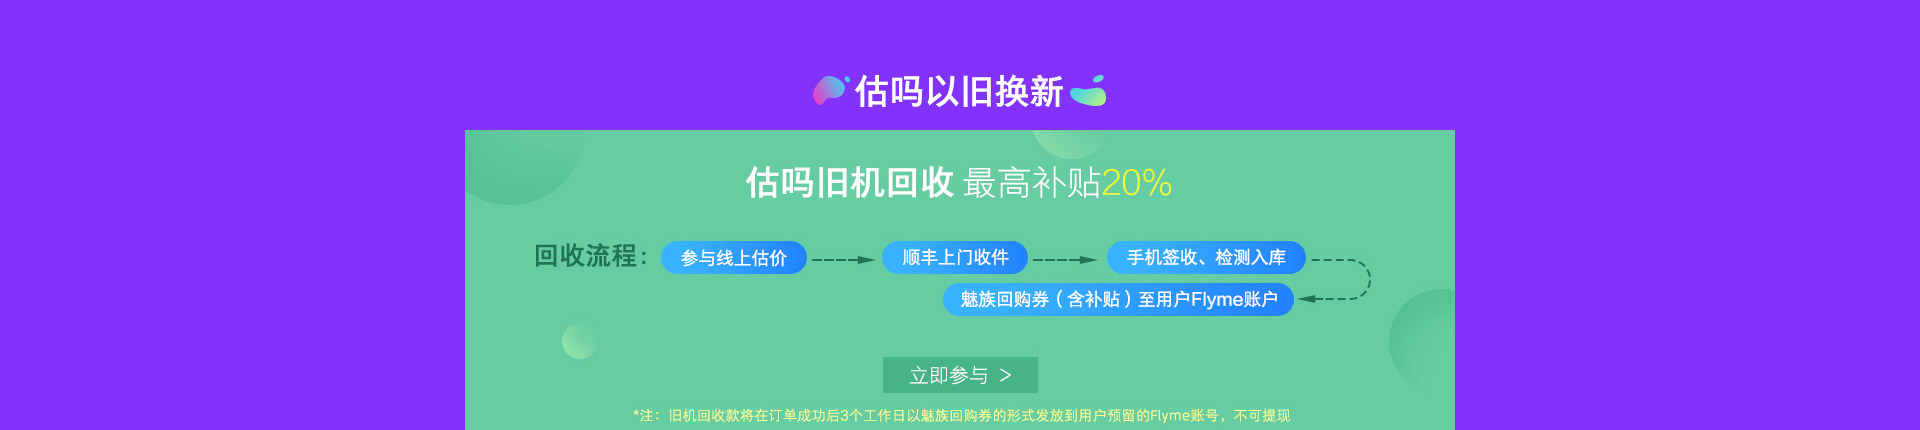 估吗以旧换新
估吗旧机回收 最高补贴20%
回收流程：
参与线上估价
顺丰上门收件
手机签收、检测入库
魅族回购券（含补贴）至用户Flyme账户
立即参与 >
*注：旧机回收款将在订单成功后3个工作日以魅族回购券的形式发放到用户预留的Flyme账号，不可提现